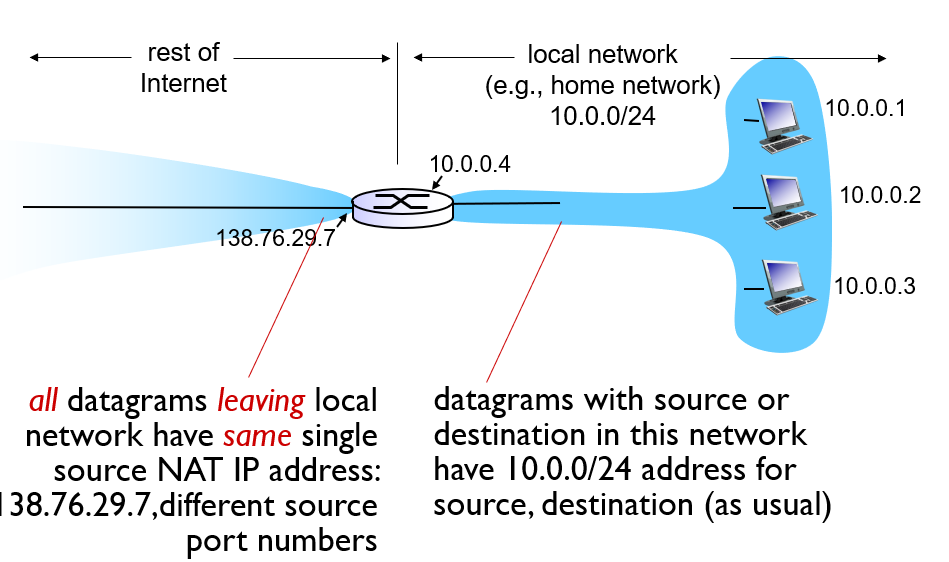 rest of
Internet
local network
(e.g., home network)
10.0.0/24
10.0.0.1
10.0.0.4
10.0.0.2
138.76.29.7
10.0.0.3
all datagrams leaving local
network have same single
source NAT IP address:
138.76.29.7,different source
port numbers
datagrams with source or
destination in this network
have 10.0.0/24 address for
source, destination (as usual)